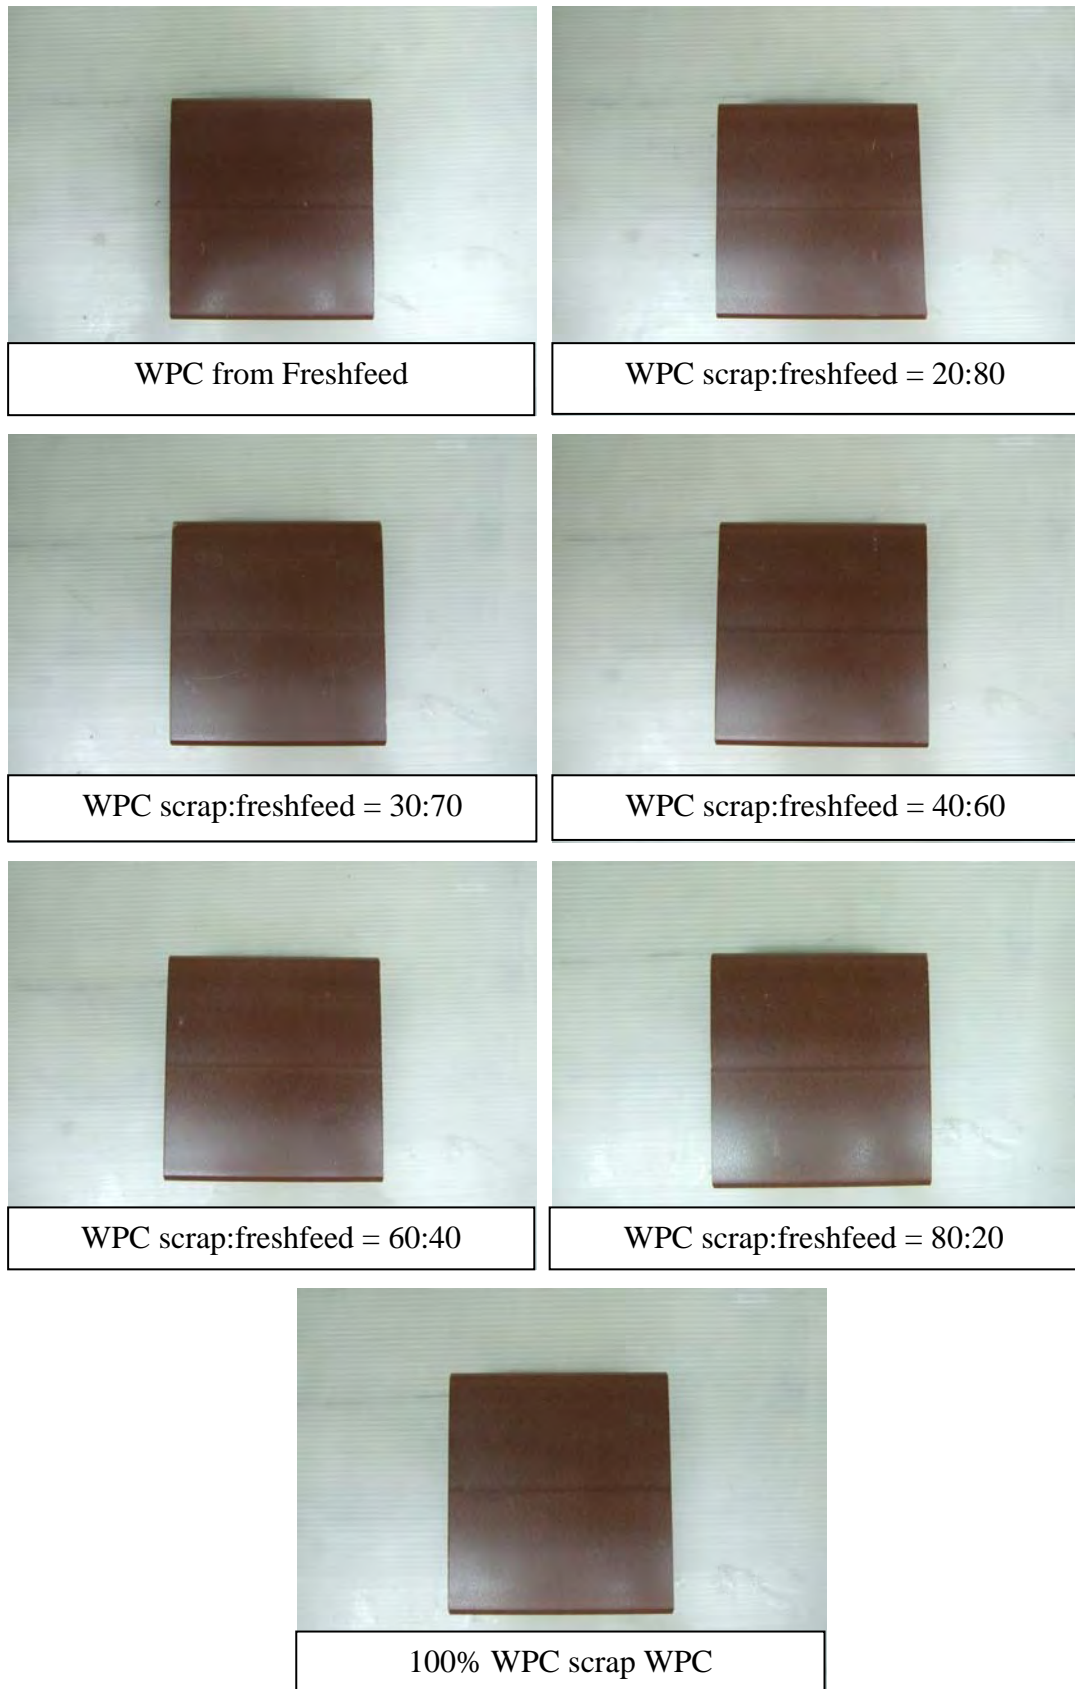 WPC from Freshfeed
WPC scrap:freshfeed = 20:80
WPC scrap:freshfeed = 30:70
WPC scrap:freshfeed = 40:60
WPC scrap:freshfeed = 60:40
WPC scrap:freshfeed = 80:20
100% WPC scrap WPC